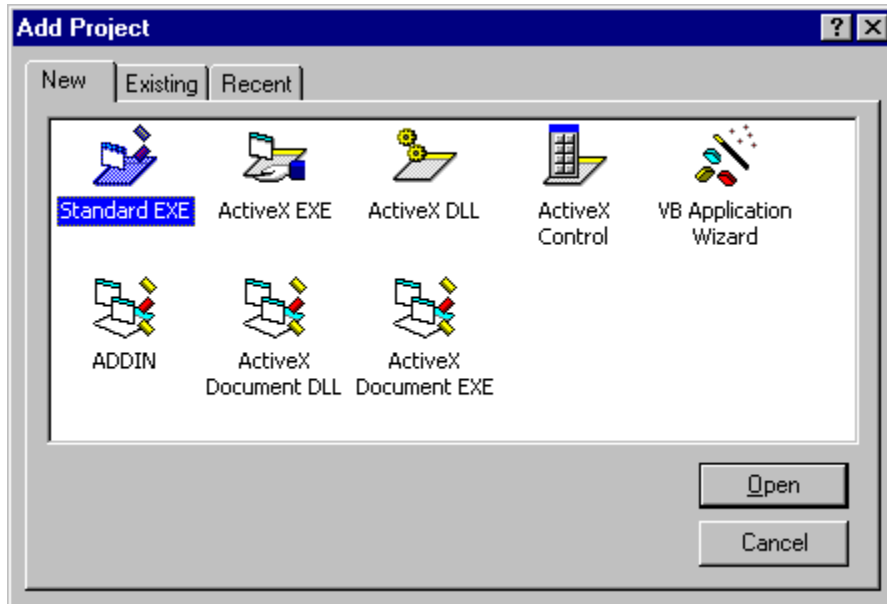 Add Project
New Existing Recent
Standard EXE ActiveX EXE ActiveX DLL ActiveX Control VB Application Wizard
ADDIN ActiveX Document DLL ActiveX Document EXE
Open
Cancel